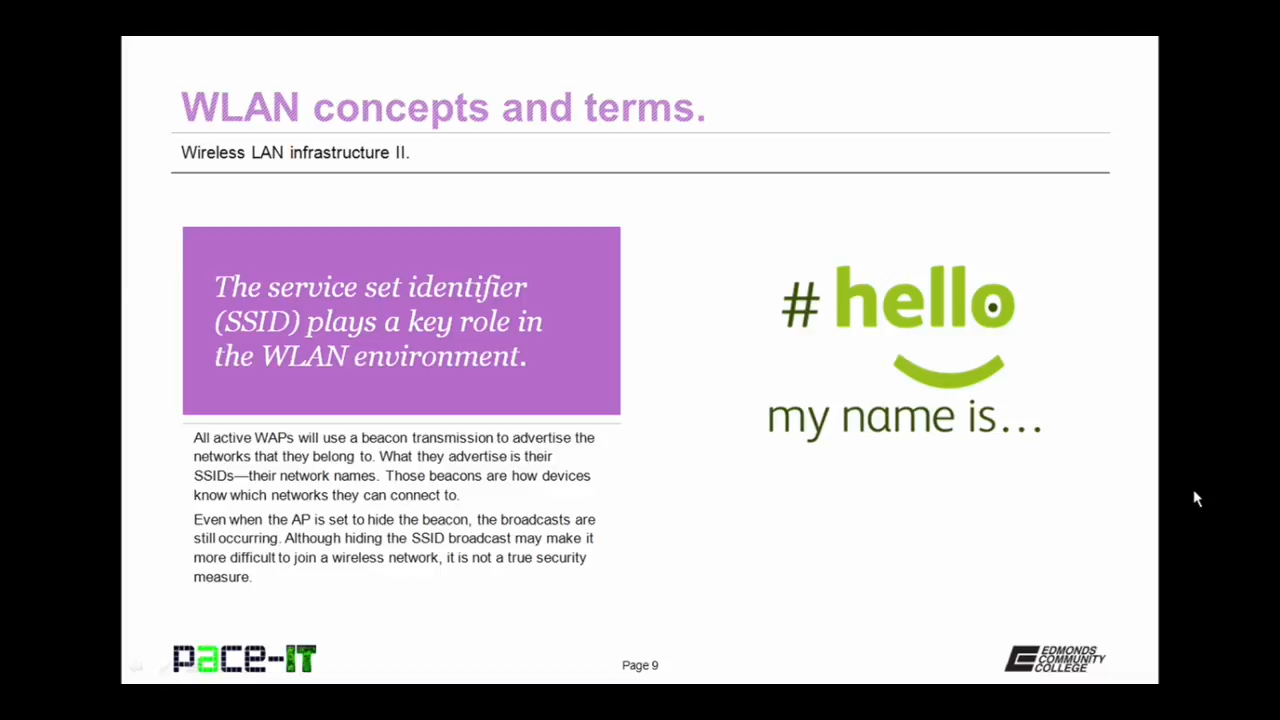 WLAN concepts and terms.
Wireless LAN infrastructure II.
The service set identifier
(SSID) plays a key role in
the WLAN environment.
All active WAPs will use a beacon transmission to advertise the
networks that they belong to. What they advertise is their
SSIDs—their network names. Those beacons are how devices
know which networks they can connect to.
Even when the AP is set to hide the beacon, the broadcasts are
still occurring. Although hiding the SSID broadcast may make it
more difficult to join a wireless network, it is not a true security
measure.
# hello
my name is...
pace-IT
Page 9
EDMONDS
COMMUNITY
COLLEGE